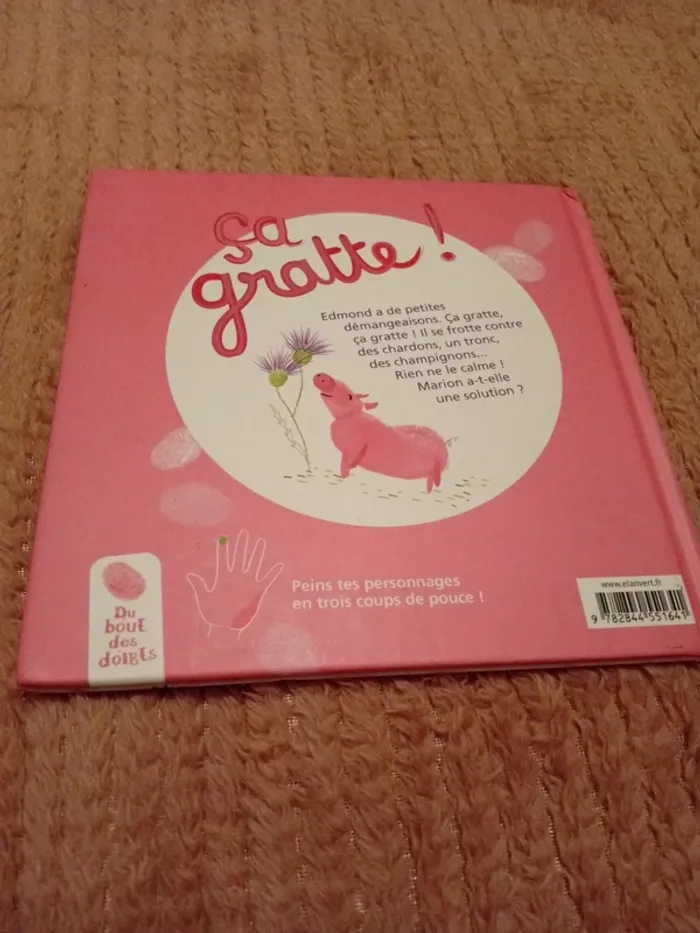 ça
gratte !
Edmond a de petites
démangeaisons. Ça gratte,
ça gratte ! Il se frotte contre
des chardons, un tronc,
des champignons...
Rien ne le calme !
Marion a-t-elle
une solution ?
Peins tes personnages
en trois coups de pouce !
Du
bout
des
doigts
www.elanvert.fr
9 782844 551641